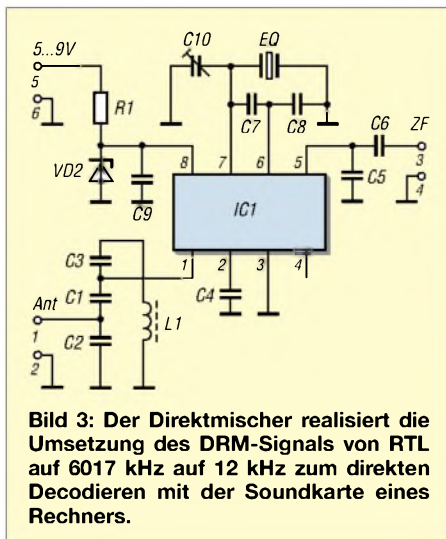 C10
EQ
5...9V
5
6
R1
C7
C8
C6
ZF
3
4
8
7
6
5
C5
VD2
C9
IC1
C3
1
2
3
4
C1
Ant
1
C4
L1
C2
2
Bild 3: Der Direktmischer realisiert die
Umsetzung des DRM-Signals von RTL
auf 6017 kHz auf 12 kHz zum direkten
Decodieren mit der Soundkarte eines
Rechners.